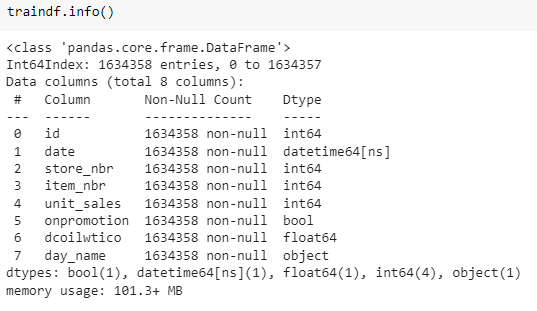 traindf.info()
<class 'pandas.core.frame.DataFrame'>
Int64Index: 1634358 entries, 0 to 1634357
Data columns (total 8 columns):
 #   Column       Non-Null Count    Dtype
---  ------       --------------    -----
 0   id           1634358 non-null  int64
 1   date         1634358 non-null  datetime64[ns]
 2   store_nbr    1634358 non-null  int64
 3   item_nbr     1634358 non-null  int64
 4   unit_sales   1634358 non-null  int64
 5   onpromotion  1634358 non-null  bool
 6   dcoilwtico   1634358 non-null  float64
 7   day_name     1634358 non-null  object
dtypes: bool(1), datetime64[ns](1), float64(1), int64(4), object(1)
memory usage: 101.3+ MB